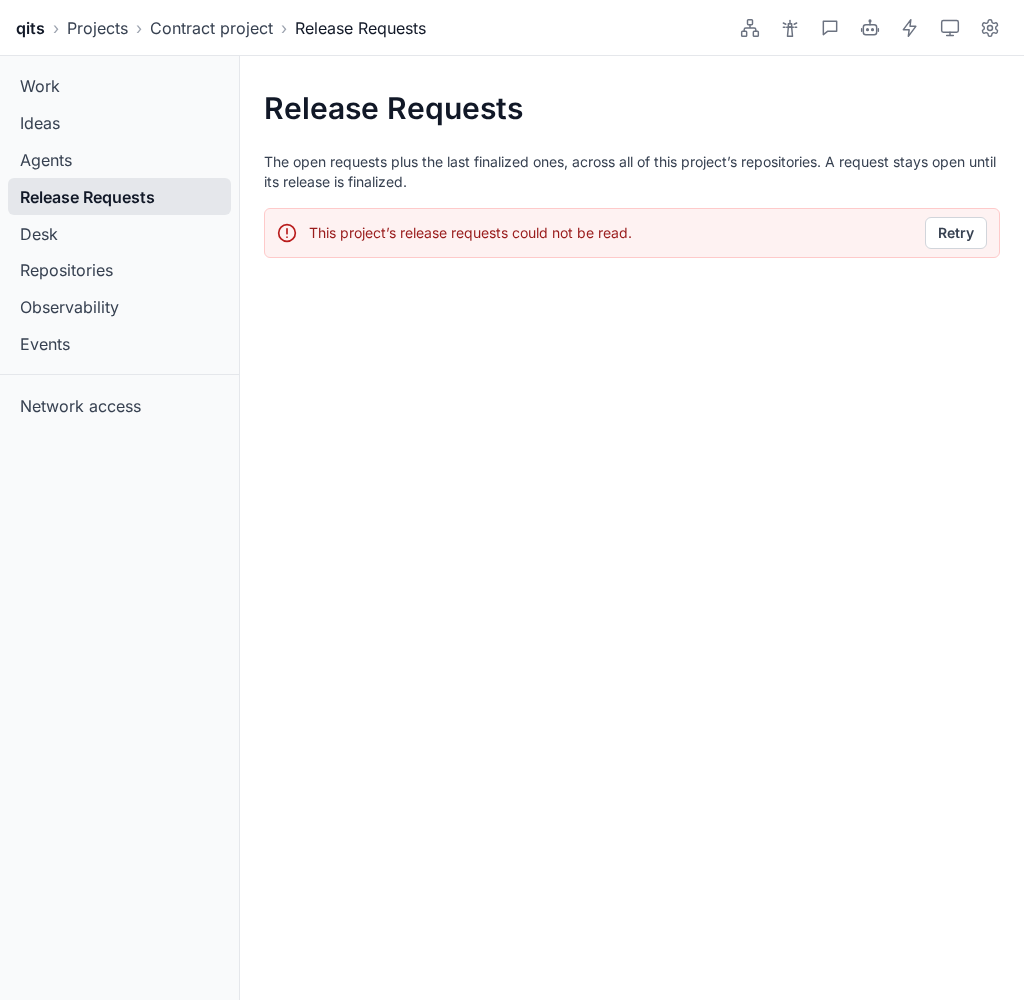 qits › Projects › Contract project › Release Requests
Work
Ideas
Agents
Release Requests
Desk
Repositories
Observability
Events
Network access
Release Requests
The open requests plus the last finalized ones, across all of this project’s repositories. A request stays open until
its release is finalized.
This project’s release requests could not be read.
Retry